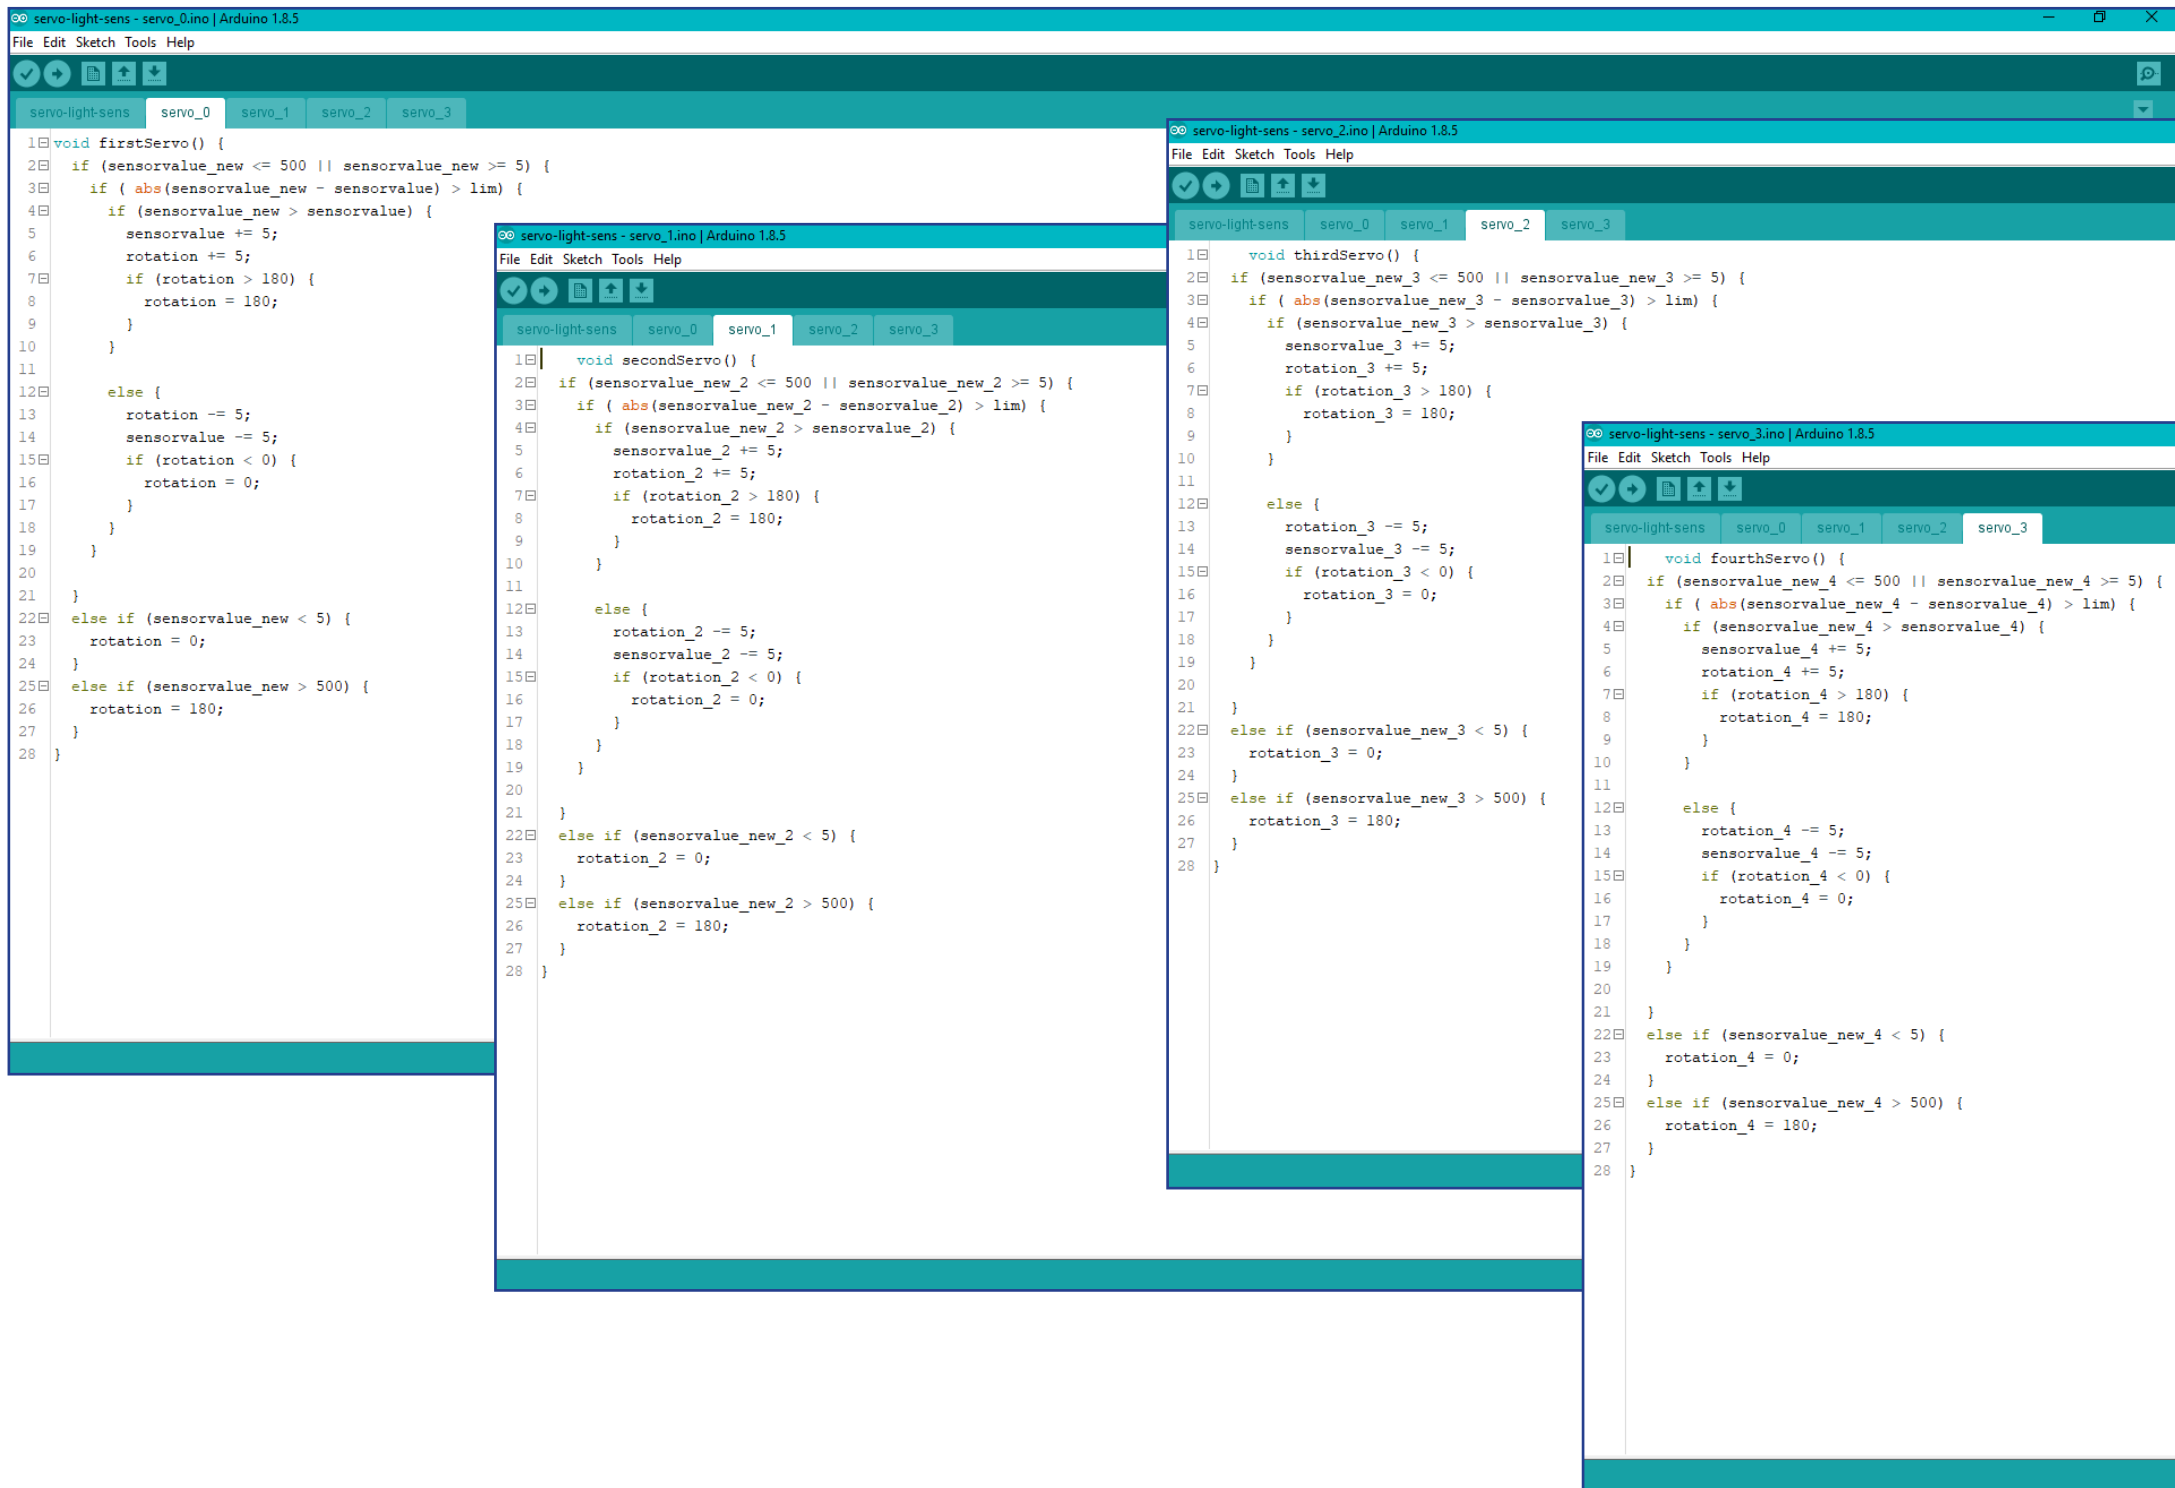 servo-light-sens - servo_0.ino | Arduino 1.8.5
File Edit Sketch Tools Help
servo-light-sens servo_0 servo_1 servo_2 servo_3
1 void firstServo() {
2 if (sensorvalue_new <= 500 || sensorvalue_new >= 5) {
3 if ( abs(sensorvalue_new - sensorvalue) > lim) {
4 if (sensorvalue_new > sensorvalue) {
5 sensorvalue += 5;
6 rotation += 5;
7 if (rotation > 180) {
8 rotation = 180;
9 }
10 }
11
12 else {
13 rotation -= 5;
14 sensorvalue -= 5;
15 if (rotation < 0) {
16 rotation = 0;
17 }
18 }
19 }
20
21 }
22 else if (sensorvalue_new < 5) {
23 rotation = 0;
24 }
25 else if (sensorvalue_new > 500) {
26 rotation = 180;
27 }
28 }
servo-light-sens - servo_1.ino | Arduino 1.8.5
File Edit Sketch Tools Help
servo-light-sens servo_0 servo_1 servo_2 servo_3
1 void secondServo() {
2 if (sensorvalue_new_2 <= 500 || sensorvalue_new_2 >= 5) {
3 if ( abs(sensorvalue_new_2 - sensorvalue_2) > lim) {
4 if (sensorvalue_new_2 > sensorvalue_2) {
5 sensorvalue_2 += 5;
6 rotation_2 += 5;
7 if (rotation_2 > 180) {
8 rotation_2 = 180;
9 }
10 }
11
12 else {
13 rotation_2 -= 5;
14 sensorvalue_2 -= 5;
15 if (rotation_2 < 0) {
16 rotation_2 = 0;
17 }
18 }
19 }
20
21 }
22 else if (sensorvalue_new_2 < 5) {
23 rotation_2 = 0;
24 }
25 else if (sensorvalue_new_2 > 500) {
26 rotation_2 = 180;
27 }
28 }
servo-light-sens - servo_2.ino | Arduino 1.8.5
File Edit Sketch Tools Help
servo-light-sens servo_0 servo_1 servo_2 servo_3
1 void thirdServo() {
2 if (sensorvalue_new_3 <= 500 || sensorvalue_new_3 >= 5) {
3 if ( abs(sensorvalue_new_3 - sensorvalue_3) > lim) {
4 if (sensorvalue_new_3 > sensorvalue_3) {
5 sensorvalue_3 += 5;
6 rotation_3 += 5;
7 if (rotation_3 > 180) {
8 rotation_3 = 180;
9 }
10 }
11
12 else {
13 rotation_3 -= 5;
14 sensorvalue_3 -= 5;
15 if (rotation_3 < 0) {
16 rotation_3 = 0;
17 }
18 }
19 }
20
21 }
22 else if (sensorvalue_new_3 < 5) {
23 rotation_3 = 0;
24 }
25 else if (sensorvalue_new_3 > 500) {
26 rotation_3 = 180;
27 }
28 }
servo-light-sens - servo_3.ino | Arduino 1.8.5
File Edit Sketch Tools Help
servo-light-sens servo_0 servo_1 servo_2 servo_3
1 void fourthServo() {
2 if (sensorvalue_new_4 <= 500 || sensorvalue_new_4 >= 5) {
3 if ( abs(sensorvalue_new_4 - sensorvalue_4) > lim) {
4 if (sensorvalue_new_4 > sensorvalue_4) {
5 sensorvalue_4 += 5;
6 rotation_4 += 5;
7 if (rotation_4 > 180) {
8 rotation_4 = 180;
9 }
10 }
11
12 else {
13 rotation_4 -= 5;
14 sensorvalue_4 -= 5;
15 if (rotation_4 < 0) {
16 rotation_4 = 0;
17 }
18 }
19 }
20
21 }
22 else if (sensorvalue_new_4 < 5) {
23 rotation_4 = 0;
24 }
25 else if (sensorvalue_new_4 > 500) {
26 rotation_4 = 180;
27 }
28 }